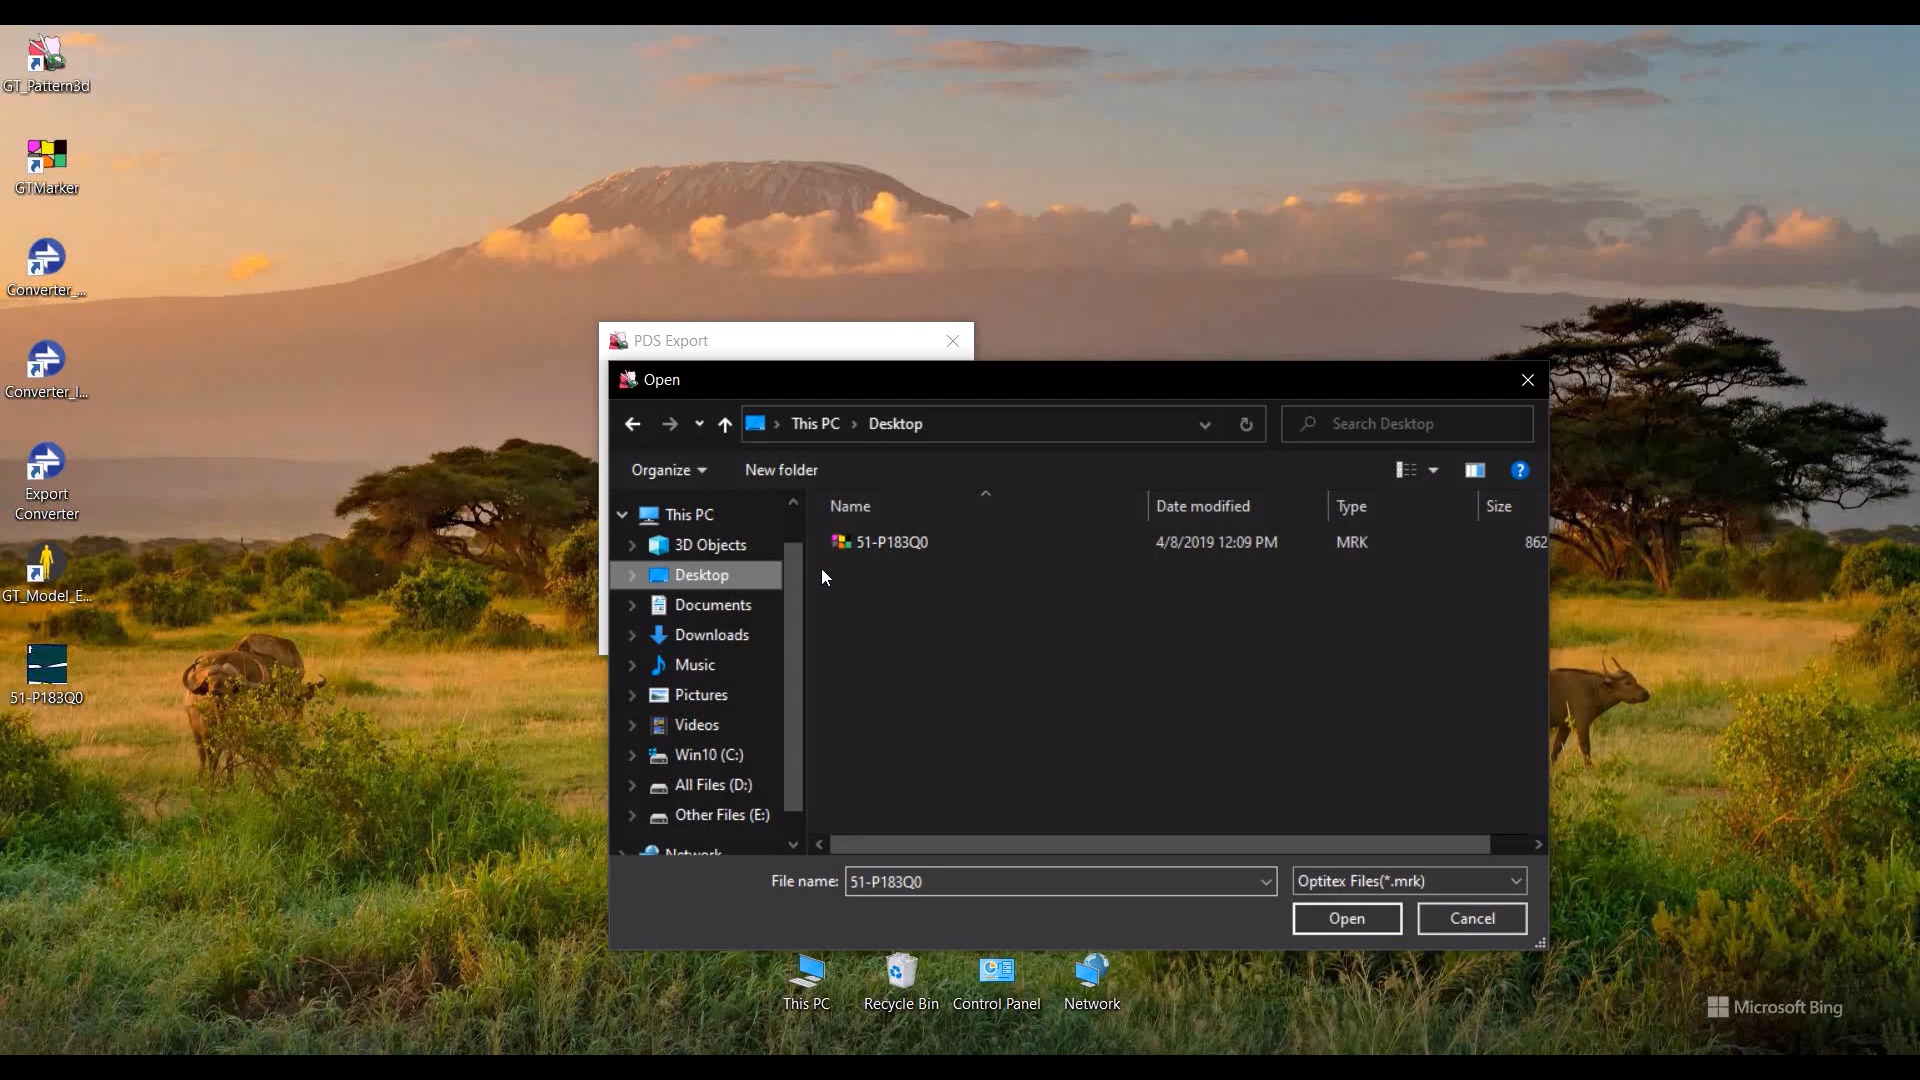 GT_Pattern3d
GTMarker
Converter_...
Converter_I...
Export
Converter
GT_Model_E...
51-P183Q0
PDS Export
Open
This PC
Desktop
Search Desktop
Organize
New folder
Name
Date modified
Type
Size
51-P183Q0
4/8/2019 12:09 PM
MRK
862
This PC
3D Objects
Desktop
Documents
Downloads
Music
Pictures
Videos
Win10 (C:)
All Files (D:)
Other Files (E:)
Network
File name:
51-P183Q0
Optitex Files(*.mrk)
Open
Cancel
This PC
Recycle Bin
Control Panel
Network
Microsoft Bing